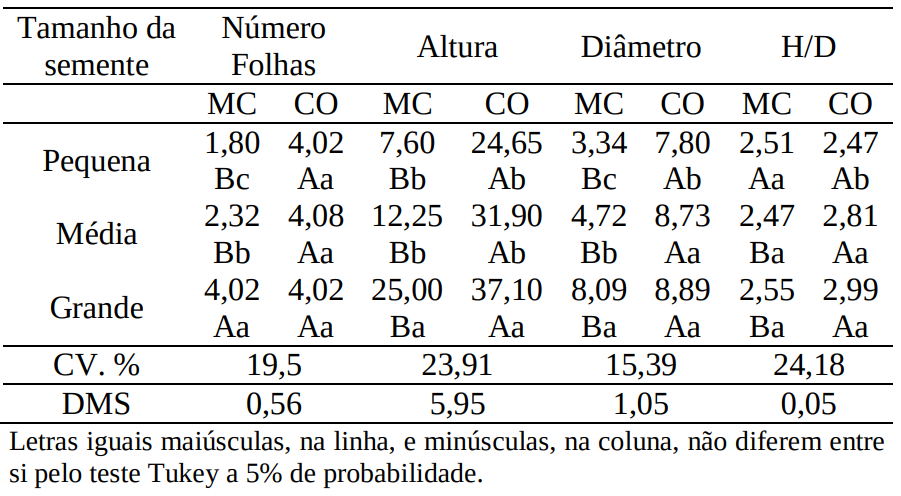 Tamanho da semente Número Folhas Altura Diâmetro H/D
MC CO MC CO MC CO MC CO
Pequena 1,80 4,02 7,60 24,65 3,34 7,80 2,51 2,47
Bc Aa Bb Ab Bc Ab Aa Ab
Média 2,32 4,08 12,25 31,90 4,72 8,73 2,47 2,81
Bb Aa Bb Ab Bb Aa Ba Aa
Grande 4,02 4,02 25,00 37,10 8,09 8,89 2,55 2,99
Aa Aa Ba Aa Ba Aa Ba Aa
CV. % 19,5 23,91 15,39 24,18
DMS 0,56 5,95 1,05 0,05
Letras iguais maiúsculas, na linha, e minúsculas, na coluna, não diferem entre
si pelo teste Tukey a 5% de probabilidade.